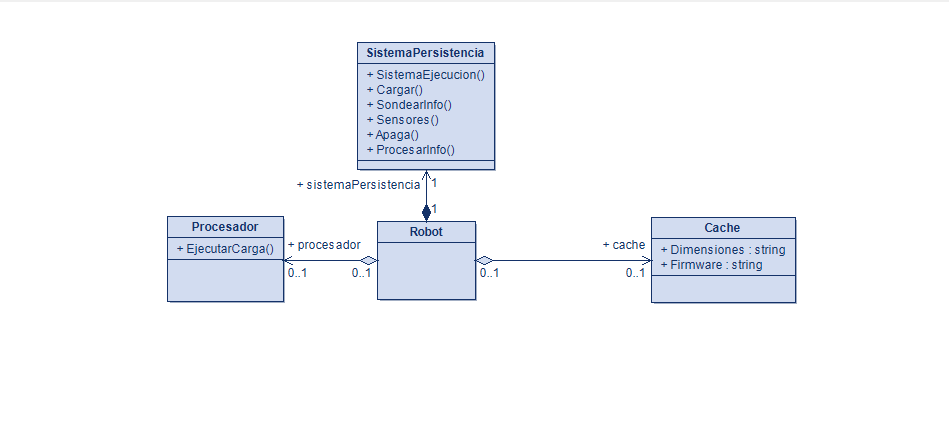 SistemaPersistencia
+ SistemaEjecucion()
+ Cargar()
+ SondearInfo()
+ Sensores()
+ Apaga()
+ ProcesarInfo()
+ sistemaPersistencia
1
1
Procesador
+ EjecutarCarga()
+ procesador
0..1
0..1
Robot
0..1
+ cache
0..1
Cache
+ Dimensiones : string
+ Firmware : string